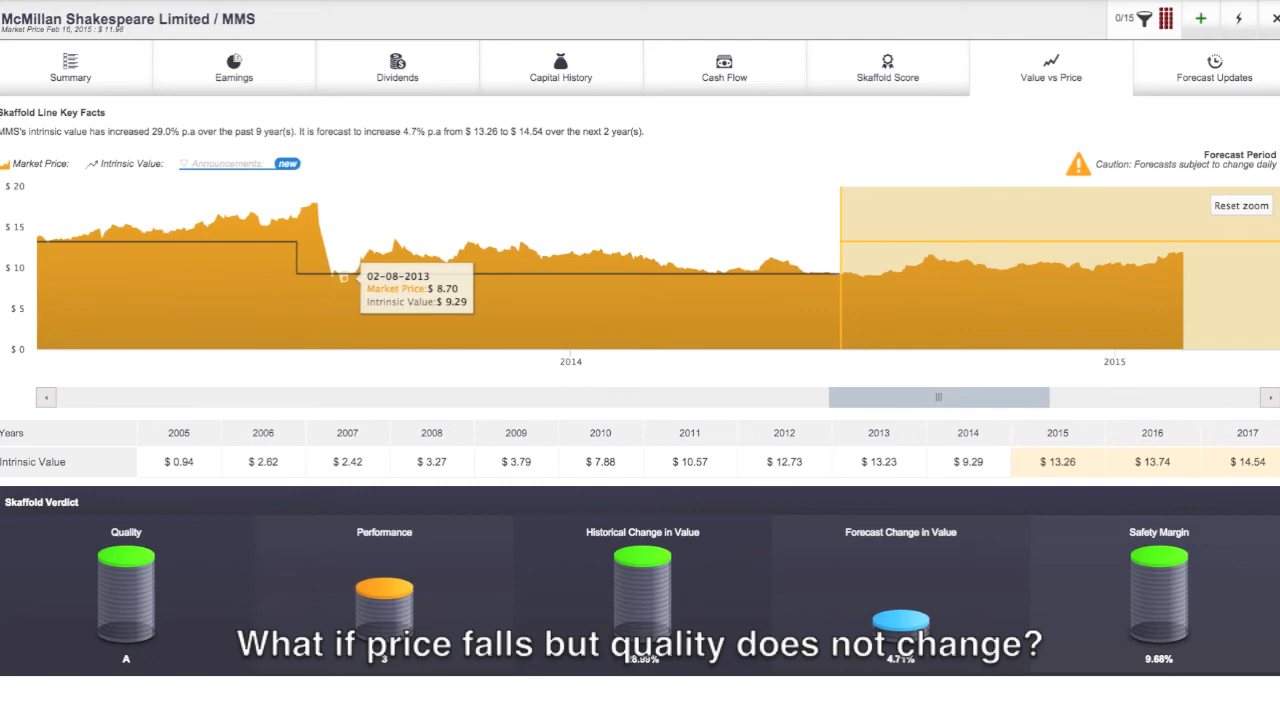 McMillan Shakespeare Limited / MMS
Market Price Feb 16, 2015 : $ 11.98
0/15
Summary
Earnings
Dividends
Capital History
Cash Flow
Skaffold Score
Value vs Price
Forecast Updates
Skaffold Line Key Facts
MMS's intrinsic value has increased 29.0% p.a over the past 9 year(s). It is forecast to increase 4.7% p.a from $ 13.26 to $ 14.54 over the next 2 year(s).
Market Price: Intrinsic Value: Announcements: new
Forecast Period
Caution: Forecasts subject to change daily
Reset zoom
$ 20
$ 15
$ 10
$ 5
$ 0
02-08-2013
Market Price:$ 8.70
Intrinsic Value:$ 9.29
2014 2015
Years 2005 2006 2007 2008 2009 2010 2011 2012 2013 2014 2015 2016 2017
Intrinsic Value $ 0.94 $ 2.62 $ 2.42 $ 3.27 $ 3.79 $ 7.88 $ 10.57 $ 12.73 $ 13.23 $ 9.29 $ 13.26 $ 13.74 $ 14.54
Skaffold Verdict
Quality Performance Historical Change in Value Forecast Change in Value Safety Margin
What if price falls but quality does not change?
A 3 4.71% 9.68%